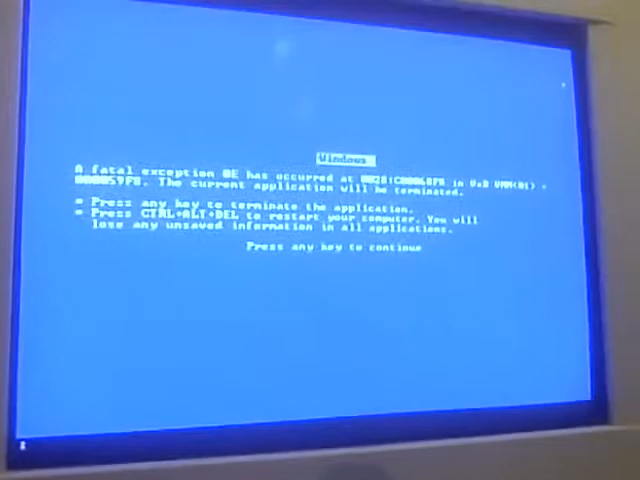 Windows
A fatal exception 0E has occurred at 0028:C00068F8 in VxD VMM(01) +
000059F8. The current application will be terminated.
* Press any key to terminate the application.
* Press CTRL+ALT+DEL to restart your computer. You will
lose any unsaved information in all applications.
Press any key to continue